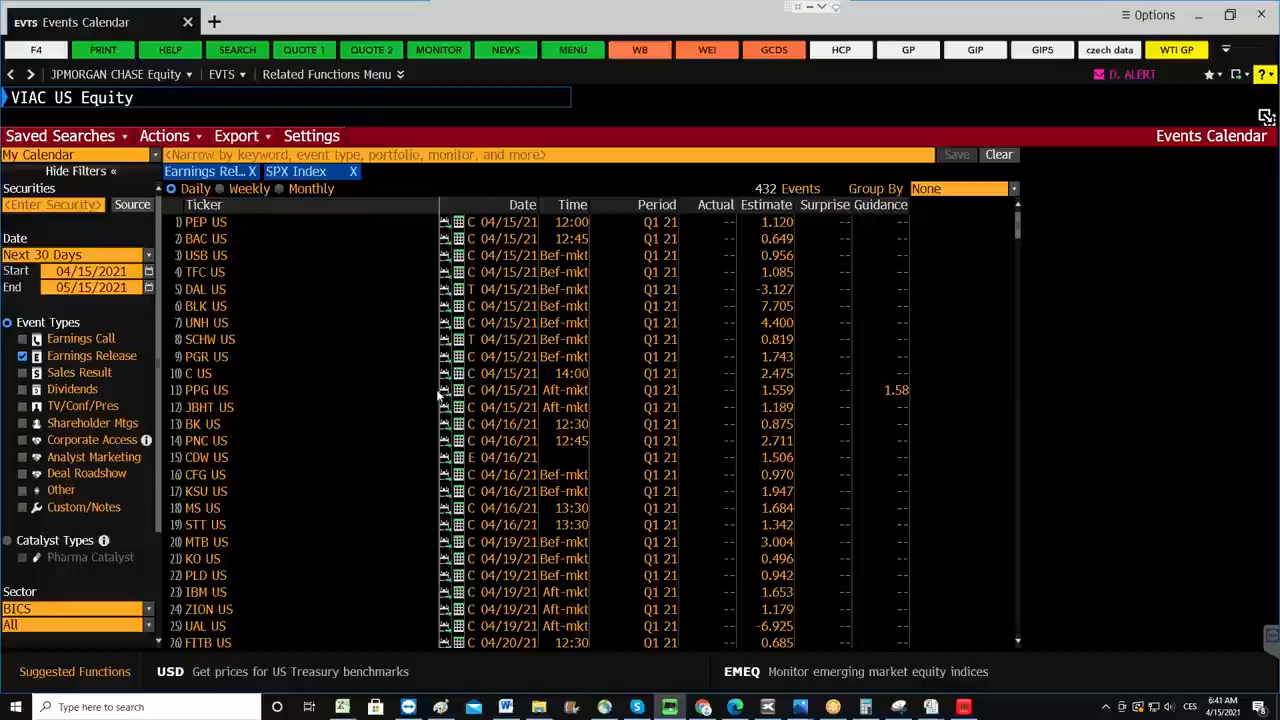 EVTS Events Calendar X +
Options
F4 PRINT HELP SEARCH QUOTE 1 QUOTE 2 MONITOR NEWS MENU WB WEI GCDS HCP GP GIP GIP5 czech data WTI GP
JPMORGAN CHASE Equity EVTS Related Functions Menu D. ALERT ?
VIAC US Equity
Saved Searches Actions Export Settings Events Calendar
My Calendar <Narrow by keyword, event type, portfolio, monitor, and more> Save Clear
Hide Filters « Earnings Rel... X SPX Index X
Securities Daily Weekly Monthly 432 Events Group By None
<Enter Security> Source Ticker Date Time Period Actual Estimate Surprise Guidance
1) PEP US C 04/15/21 12:00 Q1 21 -- 1.120 -- --
Date 2) BAC US C 04/15/21 12:45 Q1 21 -- 0.649 -- --
Next 30 Days 3) USB US C 04/15/21 Bef-mkt Q1 21 -- 0.956 -- --
Start 04/15/2021 4) TFC US C 04/15/21 Bef-mkt Q1 21 -- 1.085 -- --
End 05/15/2021 5) DAL US T 04/15/21 Bef-mkt Q1 21 -- -3.127 -- --
6) BLK US C 04/15/21 Bef-mkt Q1 21 -- 7.705 -- --
Event Types 7) UNH US C 04/15/21 Bef-mkt Q1 21 -- 4.400 -- --
Earnings Call 8) SCHW US T 04/15/21 Bef-mkt Q1 21 -- 0.819 -- --
Earnings Release 9) PGR US C 04/15/21 Bef-mkt Q1 21 -- 1.743 -- --
Sales Result 10) C US C 04/15/21 14:00 Q1 21 -- 2.475 -- --
Dividends 11) PPG US C 04/15/21 Aft-mkt Q1 21 -- 1.559 -- 1.58
TV/Conf/Pres 12) JBHT US C 04/15/21 Aft-mkt Q1 21 -- 1.189 -- --
Shareholder Mtgs 13) BK US C 04/16/21 12:30 Q1 21 -- 0.875 -- --
Corporate Access 14) PNC US C 04/16/21 12:45 Q1 21 -- 2.711 -- --
Analyst Marketing 15) CDW US E 04/16/21 Q1 21 -- 1.506 -- --
Deal Roadshow 16) CFG US C 04/16/21 Bef-mkt Q1 21 -- 0.970 -- --
Other 17) KSU US C 04/16/21 Bef-mkt Q1 21 -- 1.947 -- --
Custom/Notes 18) MS US C 04/16/21 13:30 Q1 21 -- 1.684 -- --
19) STT US C 04/16/21 13:30 Q1 21 -- 1.342 -- --
Catalyst Types 20) MTB US C 04/19/21 Bef-mkt Q1 21 -- 3.004 -- --
Pharma Catalyst 21) KO US C 04/19/21 Bef-mkt Q1 21 -- 0.496 -- --
22) PLD US C 04/19/21 Bef-mkt Q1 21 -- 0.942 -- --
Sector 23) IBM US C 04/19/21 Aft-mkt Q1 21 -- 1.653 -- --
BICS 24) ZION US C 04/19/21 Aft-mkt Q1 21 -- 1.179 -- --
All 25) UAL US C 04/19/21 Aft-mkt Q1 21 -- -6.925 -- --
26) FITB US C 04/20/21 12:30 Q1 21 -- 0.685 -- --
Suggested Functions USD Get prices for US Treasury benchmarks EMEQ Monitor emerging market equity indices
Type here to search CES 6:41 AM
4/15/2021